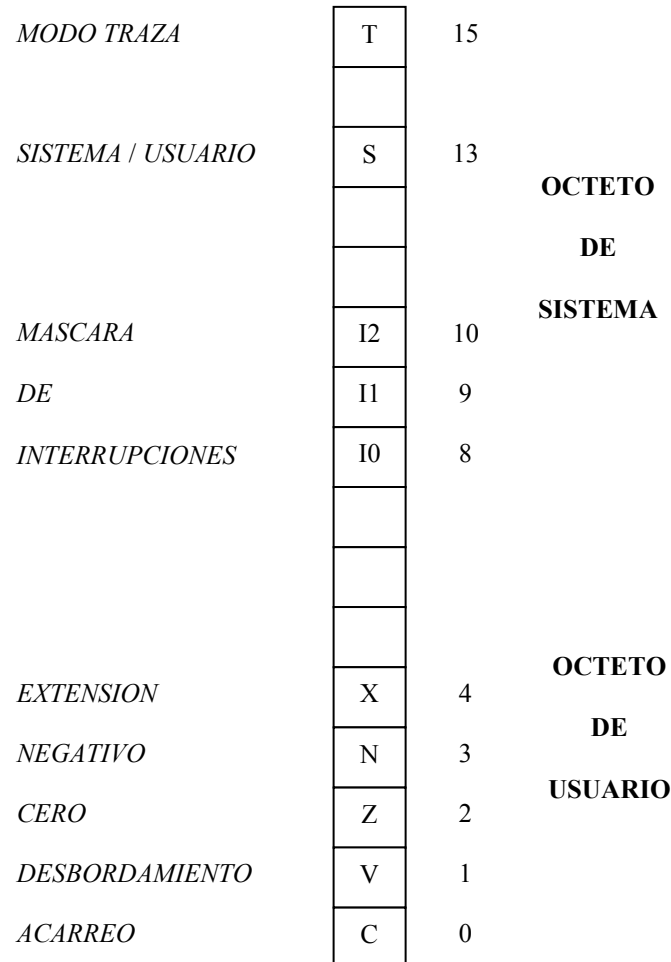 MODO TRAZA T 15
SISTEMA / USUARIO S 13
OCTETO
DE
SISTEMA
MASCARA I2 10
DE I1 9
INTERRUPCIONES I0 8
OCTETO
EXTENSION X 4
DE
NEGATIVO N 3
USUARIO
CERO Z 2
DESBORDAMIENTO V 1
ACARREO C 0